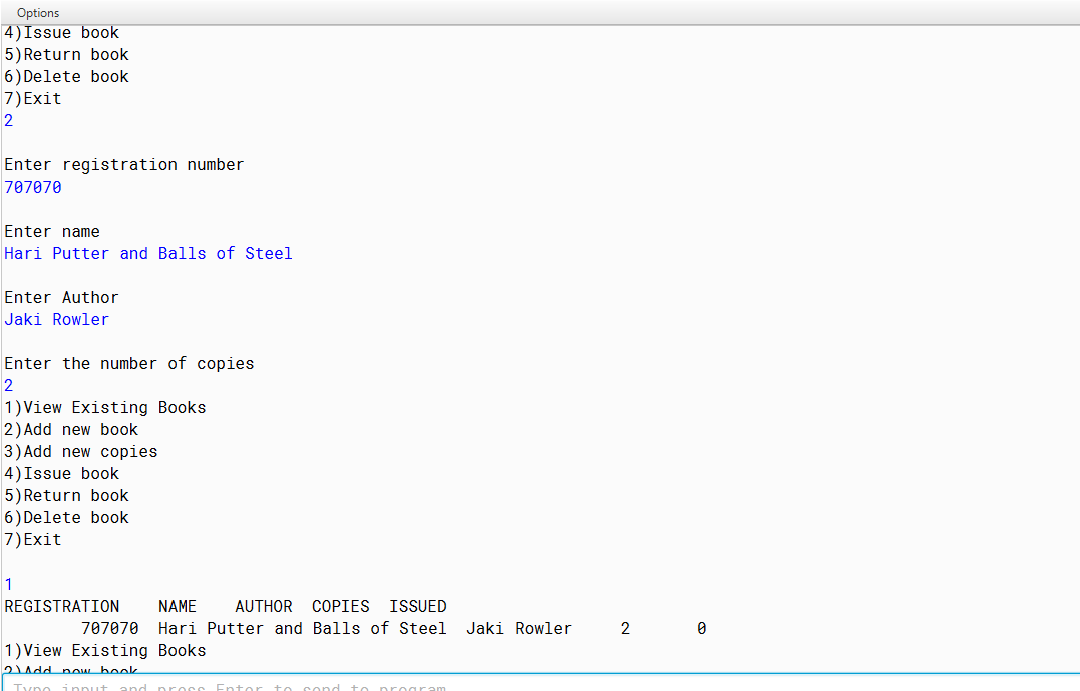 Options
4)Issue book
5)Return book
6)Delete book
7)Exit
2
Enter registration number
707070
Enter name
Hari Putter and Balls of Steel
Enter Author
Jaki Rowler
Enter the number of copies
2
1)View Existing Books
2)Add new book
3)Add new copies
4)Issue book
5)Return book
6)Delete book
7)Exit
1
REGISTRATION    NAME    AUTHOR  COPIES  ISSUED
        707070  Hari Putter and Balls of Steel  Jaki Rowler     2       0
1)View Existing Books
2)Add new book
Type input and press Enter to send to program